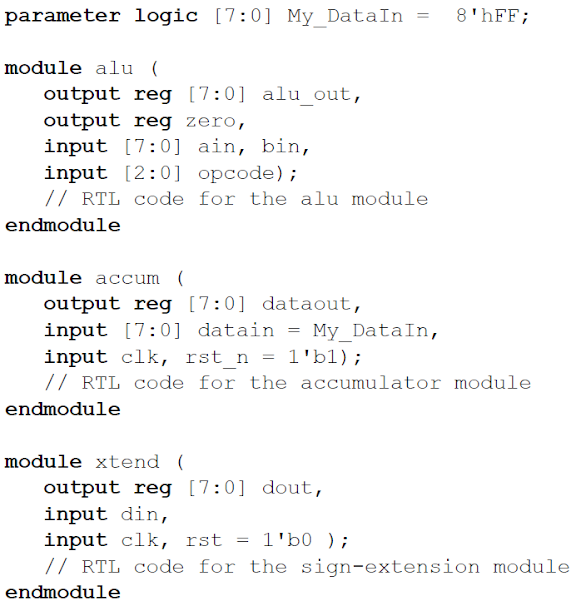 parameter logic [7:0] My_DataIn =  8'hFF;

module alu (
   output reg [7:0] alu_out,
   output reg zero,
   input [7:0] ain, bin,
   input [2:0] opcode);
   // RTL code for the alu module
endmodule

module accum (
   output reg [7:0] dataout,
   input [7:0] datain = My_DataIn,
   input clk, rst_n = 1'b1);
   // RTL code for the accumulator module
endmodule

module xtend (
   output reg [7:0] dout,
   input din,
   input clk, rst = 1'b0 );
   // RTL code for the sign-extension module
endmodule